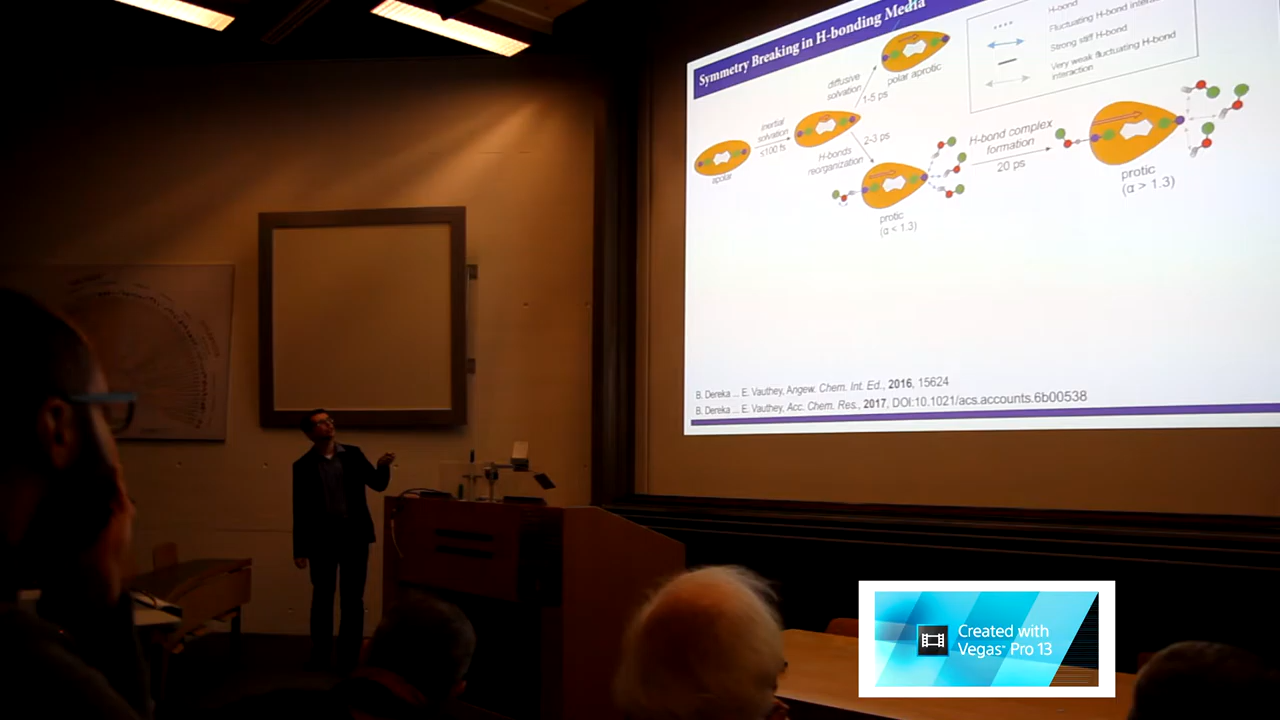 Symmetry Breaking in H-bonding Media
H-bond
Fluctuating H-bond
Strong stiff H-bond
Very weak fluctuating H-bond
interaction
diffusive
solvation
1-5 ps
polar aprotic
inertial
solvation
≤100 fs
apolar
H-bonds
reorganization
2-3 ps
protic
(α < 1.3)
H-bond complex
formation
20 ps
protic
(α > 1.3)
B. Dereka ... E. Vauthey, Angew. Chem. Int. Ed., 2016, 15624
B. Dereka ... E. Vauthey, Acc. Chem. Res., 2017, DOI:10.1021/acs.accounts.6b00538
Created with
Vegas™ Pro 13